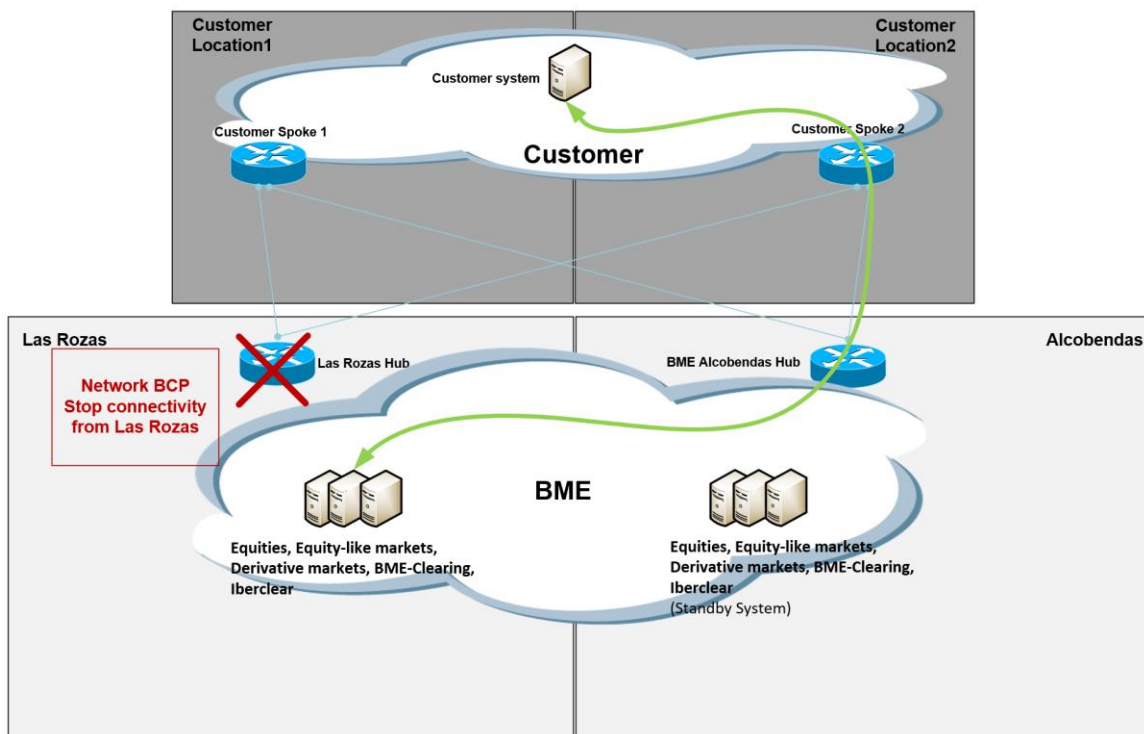 Customer
Location1
Customer
Location2
Customer system
Customer Spoke 1
Customer Spoke 2
Customer
Las Rozas
Alcobendas
Las Rozas Hub
BME Alcobendas Hub
Network BCP
Stop connectivity
from Las Rozas
BME
Equities, Equity-like markets,
Derivative markets, BME-Clearing,
Iberclear
Equities, Equity-like markets,
Derivative markets, BME-Clearing,
Iberclear
(Standby System)